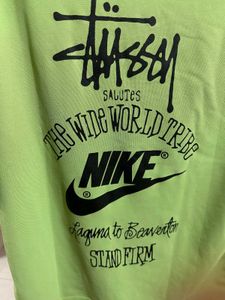 STÜSSY
SALUTES
THE WIDE WORLD TRIBE
NIKE®
®
Laguna to Beaverton
STAND FIRM